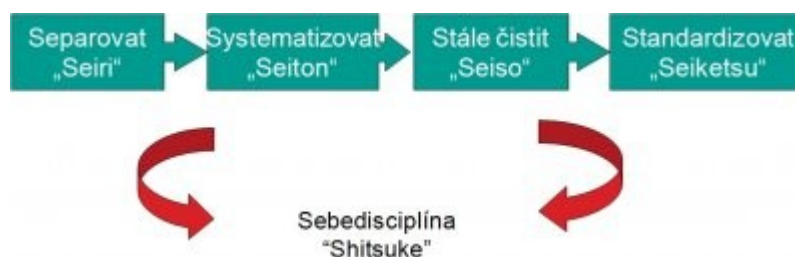 Separovat
„Seiri“
Systematizovat
„Seiton“
Stále čistit
„Seiso“
Standardizovat
„Seiketsu“
Sebedisciplína
“Shitsuke”